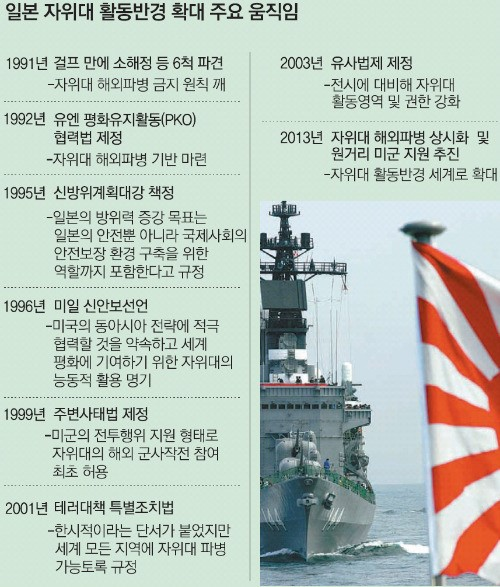 일본 자위대 활동반경 확대 주요 움직임
1991년 걸프 만에 소해정 등 6척 파견
-자위대 해외파병 금지 원칙 깨
1992년 유엔 평화유지활동(PKO)
협력법 제정
-자위대 해외파병 기반 마련
1995년 신방위계획대강 책정
-일본의 방위력 증강 목표는
일본의 안전뿐 아니라 국제사회의
안전보장 환경 구축을 위한
역할까지 포함한다고 규정
1996년 미일 신안보선언
-미국의 동아시아 전략에 적극
협력할 것을 약속하고 세계
평화에 기여하기 위한 자위대의
능동적 활용 명기
1999년 주변사태법 제정
-미군의 전투행위 지원 형태로
자위대의 해외 군사작전 참여
최초 허용
2001년 테러대책 특별조치법
-한시적이라는 단서가 붙었지만
세계 모든 지역에 자위대 파병
가능토록 규정
2003년 유사법제 제정
-전시에 대비해 자위대
활동영역 및 권한 강화
2013년 자위대 해외파병 상시화 및
원거리 미군 지원 추진
-자위대 활동반경 세계로 확대